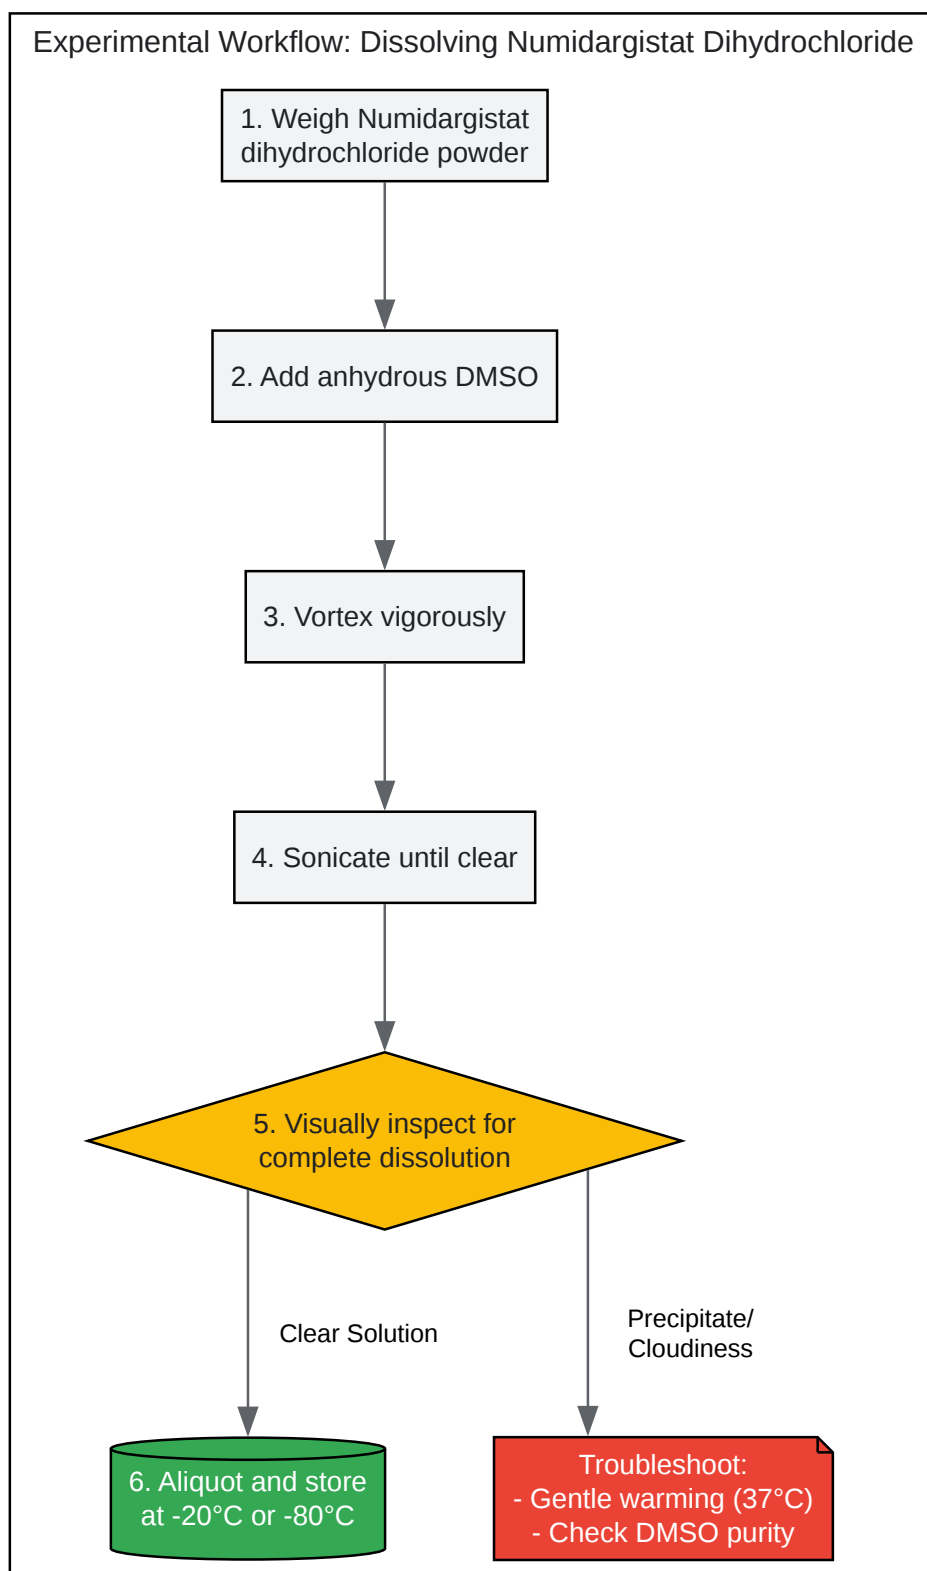 Experimental Workflow: Dissolving Numidargistat Dihydrochloride
1. Weigh Numidargistat
dihydrochloride powder
2. Add anhydrous DMSO
3. Vortex vigorously
4. Sonicate until clear
5. Visually inspect for
complete dissolution
Clear Solution
Precipitate/
Cloudiness
6. Aliquot and store
at -20°C or -80°C
Troubleshoot:
- Gentle warming (37°C)
- Check DMSO purity